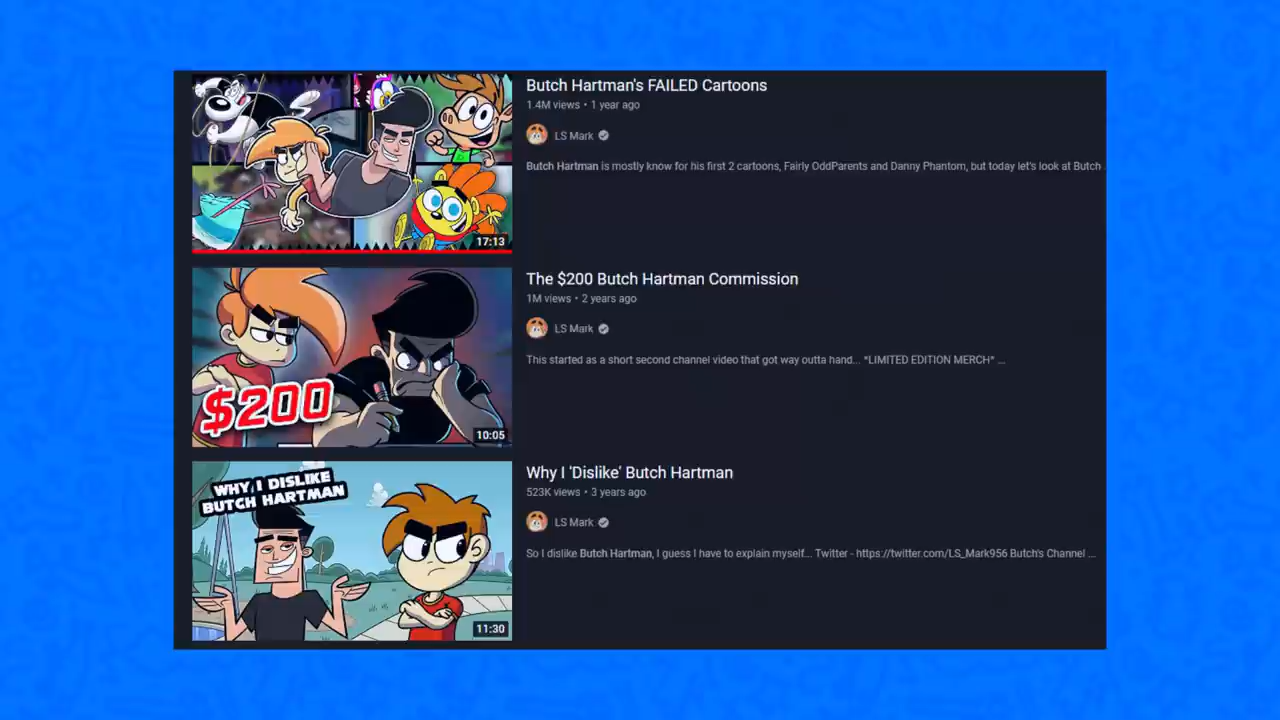 Butch Hartman's FAILED Cartoons
1.4M views • 1 year ago
LS Mark
Butch Hartman is mostly know for his first 2 cartoons, Fairly OddParents and Danny Phantom, but today let's look at Butch
17:13
The $200 Butch Hartman Commission
1M views • 2 years ago
LS Mark
This started as a short second channel video that got way outta hand... *LIMITED EDITION MERCH* ...
$200
10:05
Why I 'Dislike' Butch Hartman
523K views • 3 years ago
LS Mark
So I dislike Butch Hartman, I guess I have to explain myself... Twitter - https://twitter.com/LS_Mark956 Butch's Channel ...
WHY I DISLIKE
BUTCH HARTMAN
11:30